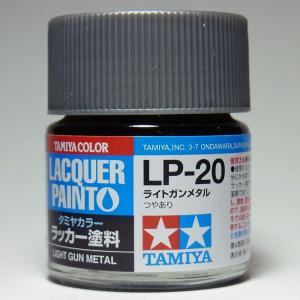 TAMIYA COLOR
LACQUER
PAINT
タミヤカラー
ラッカー塗料
LIGHT GUN METAL
TAMIYA, INC. 3-7 ONDAWARA, SURUGA
LP-20
ライトガンメタル
つやあり
TAMIYA